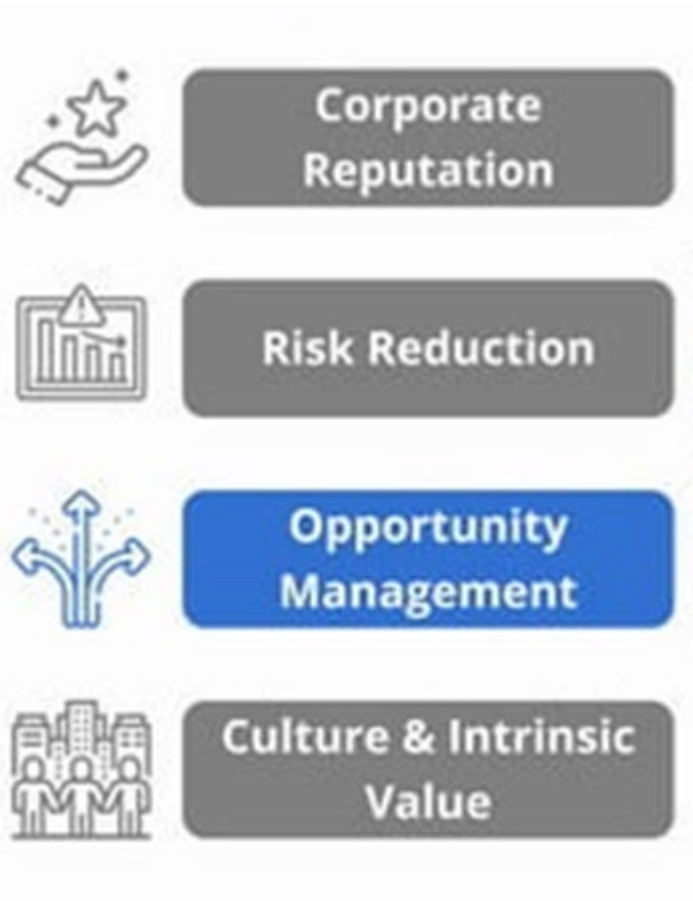 Corporate
Reputation
Risk Reduction
Opportunity
Management
Culture & Intrinsic
Value